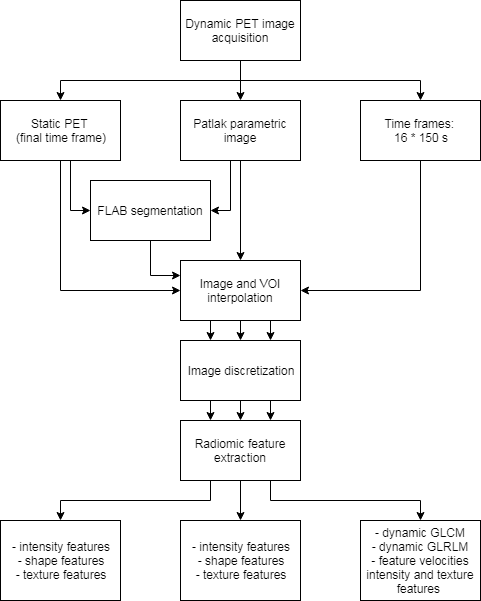 Dynamic PET image
acquisition
Static PET
(final time frame)
Patlak parametric
image
Time frames:
16 * 150 s
FLAB segmentation
Image and VOI
interpolation
Image discretization
Radiomic feature
extraction
- intensity features
- shape features
- texture features
- intensity features
- shape features
- texture features
- dynamic GLCM
- dynamic GLRLM
- feature velocities
intensity and texture
features